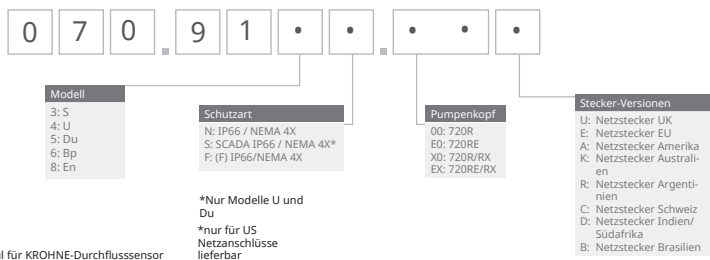 0 7 0 . 9 1 • • . • • •
Modell
3: S
4: U
5: Du
6: Bp
8: En
Schutzart
N: IP66 / NEMA 4X
S: SCADA IP66 / NEMA 4X*
F: (F) IP66/NEMA 4X
*Nur Modelle U und
Du
*nur für US
Netzanschlüsse
lieferbar
Pumpenkopf
00: 720R
E0: 720RE
X0: 720R/RX
EX: 720RE/RX
Stecker-Versionen
U: Netzstecker UK
E: Netzstecker EU
A: Netzstecker Amerika
K: Netzstecker Australi-
en
R: Netzstecker Argenti-
nien
C: Netzstecker Schweiz
D: Netzstecker Indien/
Südafrika
B: Netzstecker Brasilien
für KROHNE-Durchflusssensor